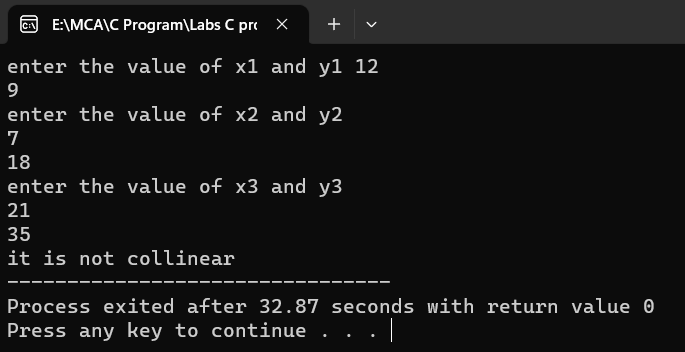 E:\MCA\C Program\Labs C pr
enter the value of x1 and y1 12
9
enter the value of x2 and y2
7
18
enter the value of x3 and y3
21
35
it is not collinear
--------------------------------
Process exited after 32.87 seconds with return value 0
Press any key to continue . . .